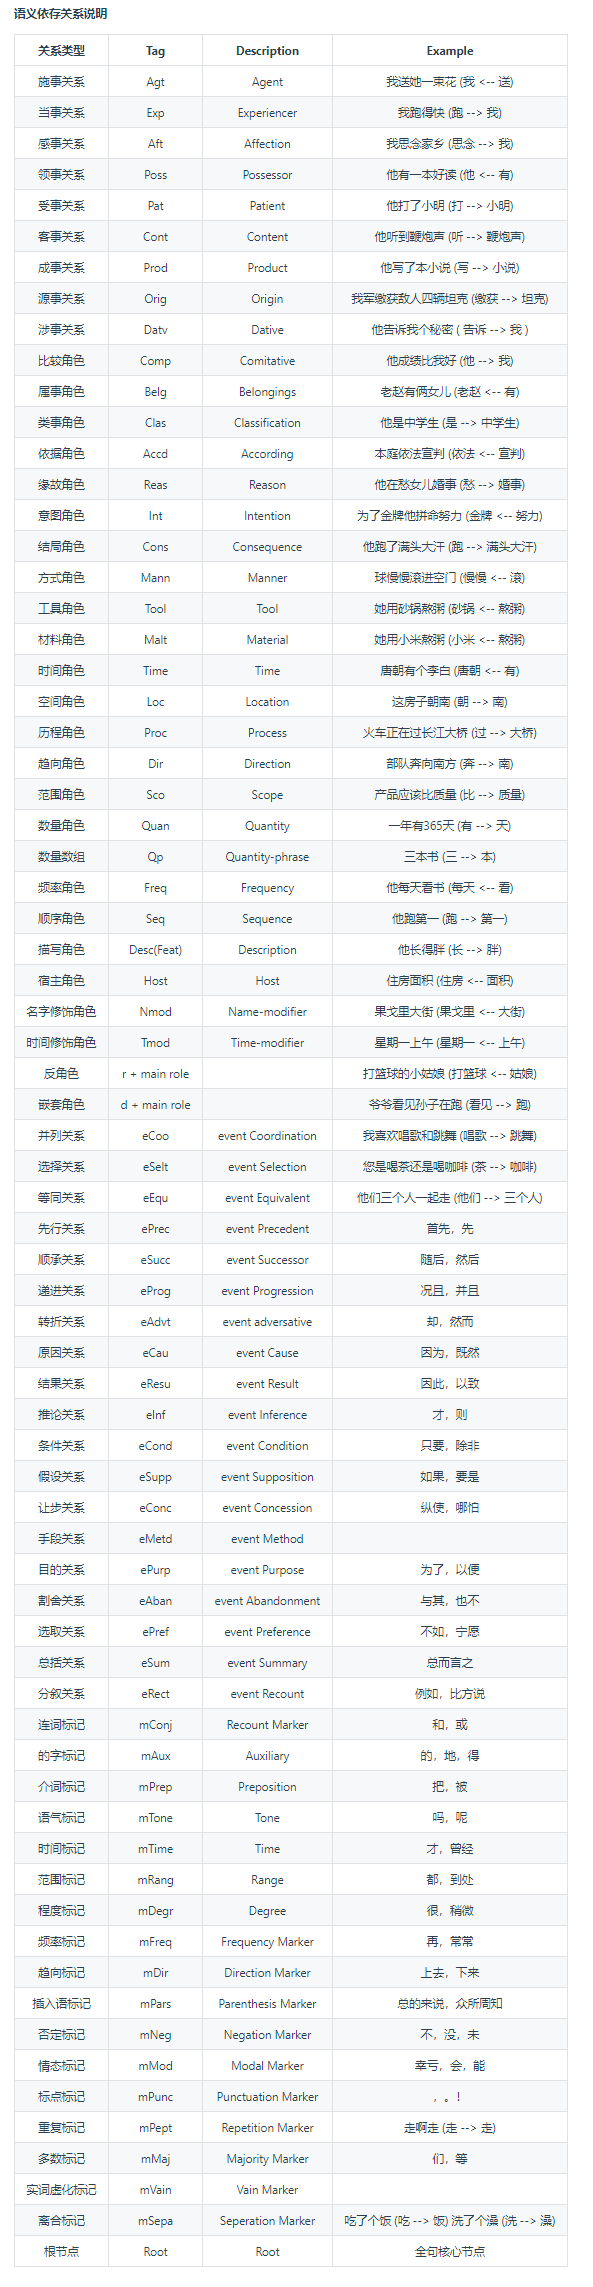 语义依存关系说明
关系类型 Tag Description Example
施事关系 Agt Agent 我送她一束花 (我 <-- 送)
当事关系 Exp Experiencer 我跑得快 (跑 --> 我)
感事关系 Aft Affection 我思念家乡 (思念 --> 我)
领事关系 Poss Possessor 他有一本好读 (他 <-- 有)
受事关系 Pat Patient 他打了小明 (打 --> 小明)
客事关系 Cont Content 他听到鞭炮声 (听 --> 鞭炮声)
成事关系 Prod Product 他写了本小说 (写 --> 小说)
源事关系 Orig Origin 我军缴获敌人四辆坦克 (缴获 --> 坦克)
涉事关系 Datv Dative 他告诉我个秘密 ( 告诉 --> 我 )
比较角色 Comp Comitative 他成绩比我好 (他 --> 我)
属事角色 Belg Belongings 老赵有俩女儿 (老赵 <-- 有)
类事角色 Clas Classification 他是中学生 (是 --> 中学生)
依据角色 Accd According 本庭依法宣判 (依法 <-- 宣判)
缘故角色 Reas Reason 他在愁女儿婚事 (愁 --> 婚事)
意图角色 Int Intention 为了金牌他拼命努力 (金牌 <-- 努力)
结局角色 Cons Consequence 他跑了满头大汗 (跑 --> 满头大汗)
方式角色 Mann Manner 球慢慢滚进空门 (慢慢 <-- 滚)
工具角色 Tool Tool 她用砂锅熬粥 (砂锅 <-- 熬粥)
材料角色 Malt Material 她用小米熬粥 (小米 <-- 熬粥)
时间角色 Time Time 唐朝有个李白 (唐朝 <-- 有)
空间角色 Loc Location 这房子朝南 (朝 --> 南)
历程角色 Proc Process 火车正在过长江大桥 (过 --> 大桥)
趋向角色 Dir Direction 部队奔向南方 (奔 --> 南)
范围角色 Sco Scope 产品应该比质量 (比 --> 质量)
数量角色 Quan Quantity 一年有365天 (有 --> 天)
数量数组 Qp Quantity-phrase 三本书 (三 --> 本)
频率角色 Freq Frequency 他每天看书 (每天 <-- 看)
顺序角色 Seq Sequence 他跑第一 (跑 --> 第一)
描写角色 Desc(Feat) Description 他长得胖 (长 --> 胖)
宿主角色 Host Host 住房面积 (住房 <-- 面积)
名字修饰角色 Nmod Name-modifier 果戈里大街 (果戈里 <-- 大街)
时间修饰角色 Tmod Time-modifier 星期一上午 (星期一 <-- 上午)
反角色 r + main role 打篮球的小姑娘 (打篮球 <-- 姑娘)
嵌套角色 d + main role 爷爷看见孙子在跑 (看见 --> 跑)
并列关系 eCoo event Coordination 我喜欢唱歌和跳舞 (唱歌 --> 跳舞)
选择关系 eSelt event Selection 您是喝茶还是喝咖啡 (茶 --> 咖啡)
等同关系 eEqu event Equivalent 他们三个人一起走 (他们 --> 三个人)
先行关系 ePrec event Precedent 首先，先
顺承关系 eSucc event Successor 随后，然后
递进关系 eProg event Progression 况且，并且
转折关系 eAdvt event adversative 却，然而
原因关系 eCau event Cause 因为，既然
结果关系 eResu event Result 因此，以致
推论关系 eInf event Inference 才，则
条件关系 eCond event Condition 只要，除非
假设关系 eSupp event Supposition 如果，要是
让步关系 eConc event Concession 纵使，哪怕
手段关系 eMetd event Method
目的关系 ePurp event Purpose 为了，以便
割舍关系 eAban event Abandonment 与其，也不
选取关系 ePref event Preference 不如，宁愿
总括关系 eSum event Summary 总而言之
分叙关系 eRect event Recount 例如，比方说
连词标记 mConj Recount Marker 和，或
的字标记 mAux Auxiliary 的，地，得
介词标记 mPrep Preposition 把，被
语气标记 mTone Tone 吗，呢
时间标记 mTime Time 才，曾经
范围标记 mRang Range 都，到处
程度标记 mDegr Degree 很，稍微
频率标记 mFreq Frequency Marker 再，常常
趋向标记 mDir Direction Marker 上去，下来
插入语标记 mPars Parenthesis Marker 总的来说，众所周知
否定标记 mNeg Negation Marker 不，没，未
情态标记 mMod Modal Marker 幸亏，会，能
标点标记 mPunc Punctuation Marker ，。！
重复标记 mPept Repetition Marker 走啊走 (走 --> 走)
多数标记 mMaj Majority Marker 们，等
实词虚化标记 mVain Vain Marker
离合标记 mSepa Seperation Marker 吃了个饭 (吃 --> 饭) 洗了个澡 (洗 --> 澡)
根节点 Root Root 全句核心节点